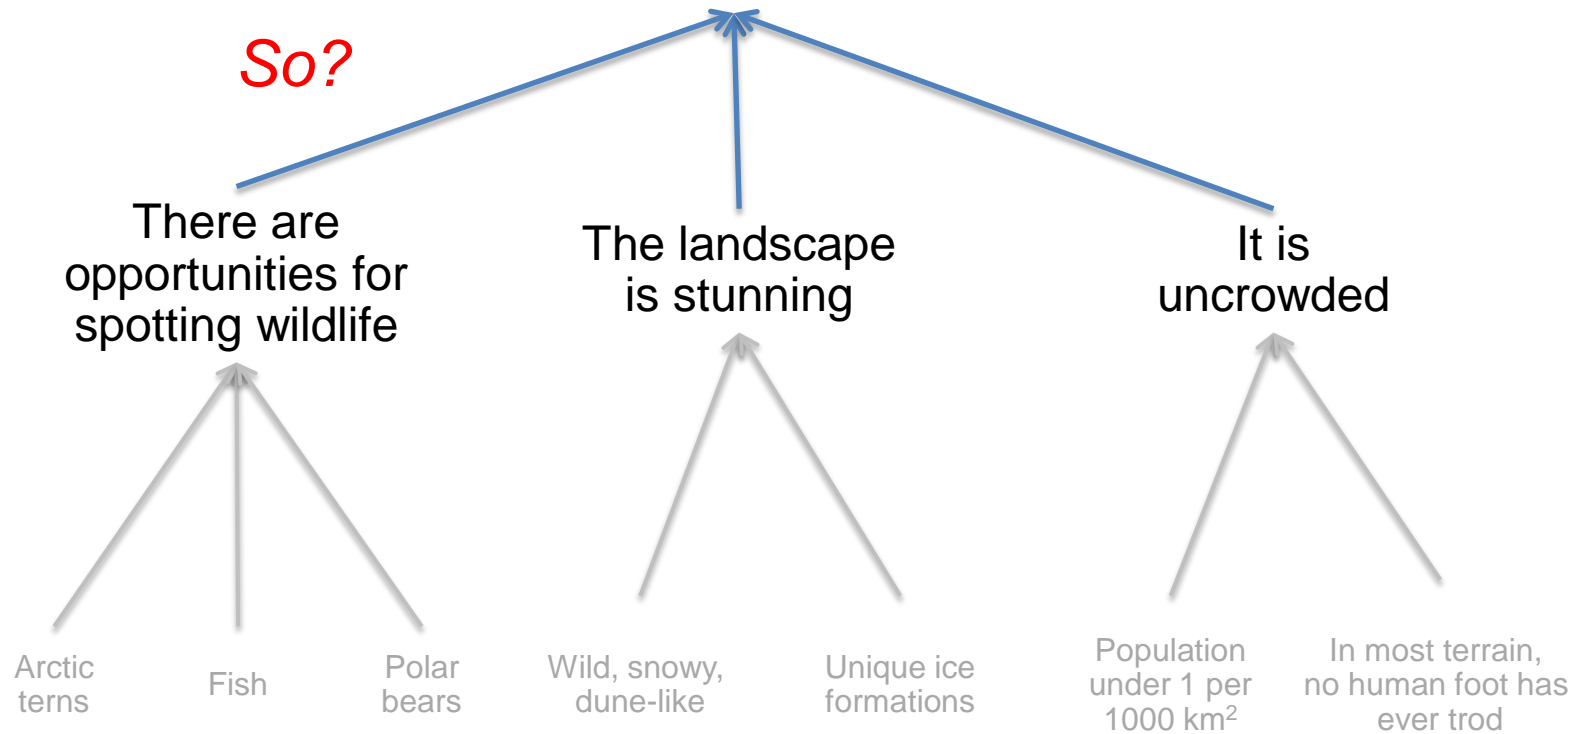 So?
There are
opportunities for
spotting wildlife
The landscape
is stunning
It is
uncrowded
Arctic
terns
Fish
Polar
bears
Wild, snowy,
dune-like
Unique ice
formations
Population
under 1 per
1000 km²
In most terrain,
no human foot has
ever trod